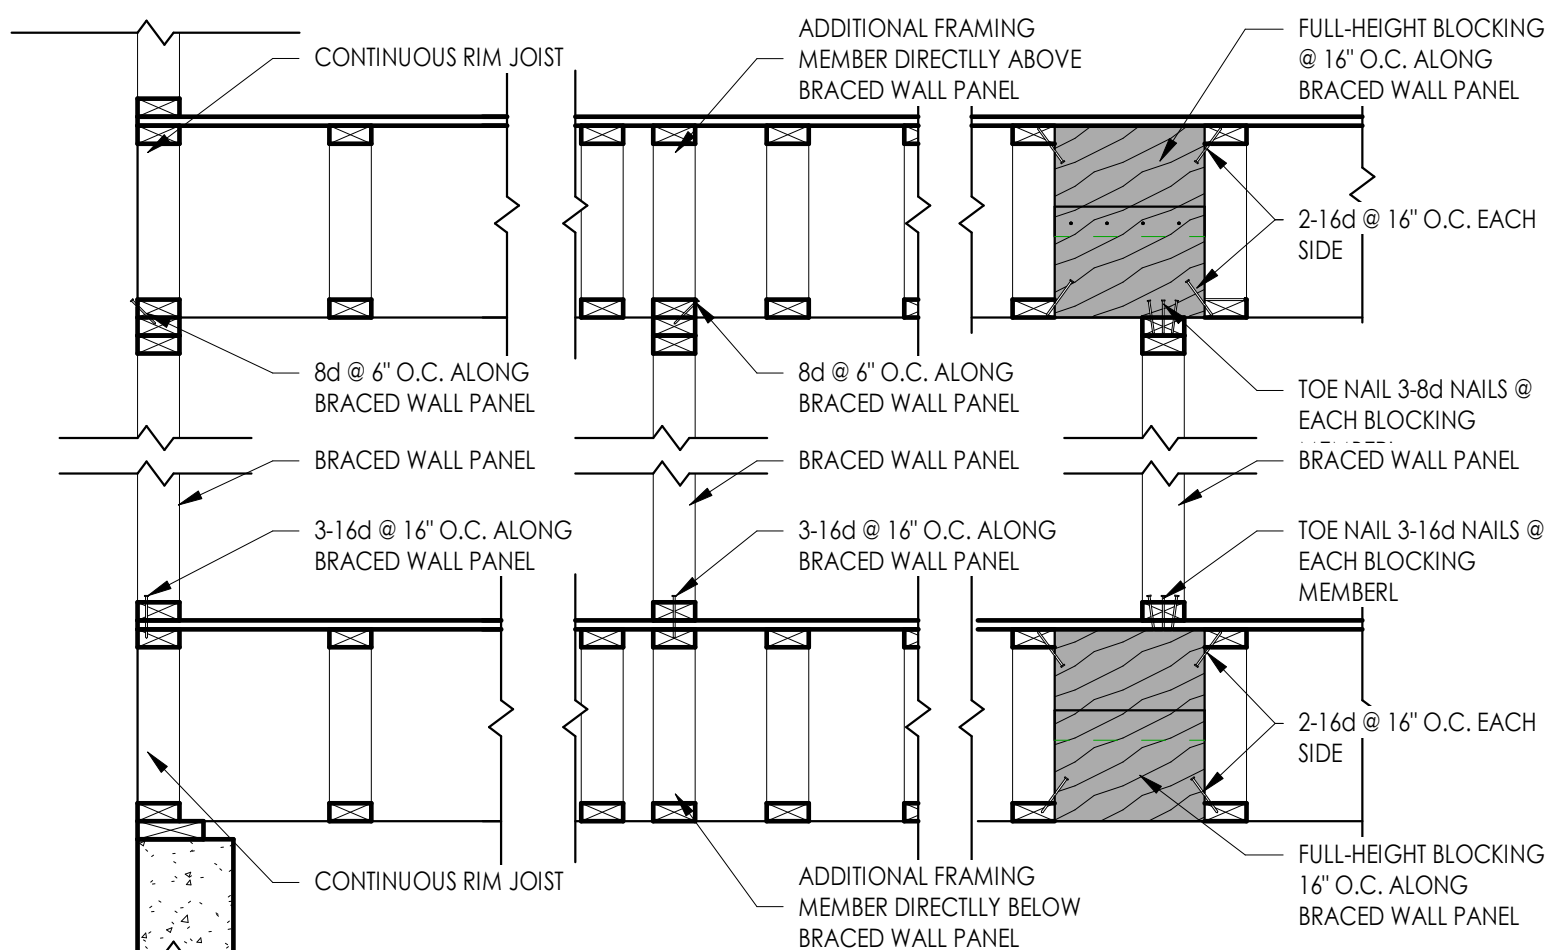 CONTINUOUS RIM JOIST
8d @ 6" O.C. ALONG
BRACED WALL PANEL
BRACED WALL PANEL
3-16d @ 16" O.C. ALONG
BRACED WALL PANEL
CONTINUOUS RIM JOIST
ADDITIONAL FRAMING
MEMBER DIRECTLLY ABOVE
BRACED WALL PANEL
8d @ 6" O.C. ALONG
BRACED WALL PANEL
BRACED WALL PANEL
3-16d @ 16" O.C. ALONG
BRACED WALL PANEL
ADDITIONAL FRAMING
MEMBER DIRECTLLY BELOW
BRACED WALL PANEL
FULL-HEIGHT BLOCKING
@ 16" O.C. ALONG
BRACED WALL PANEL
2-16d @ 16" O.C. EACH
SIDE
TOE NAIL 3-8d NAILS @
EACH BLOCKING
BRACED WALL PANEL
TOE NAIL 3-16d NAILS @
EACH BLOCKING
MEMBERL
2-16d @ 16" O.C. EACH
SIDE
FULL-HEIGHT BLOCKING
16" O.C. ALONG
BRACED WALL PANEL